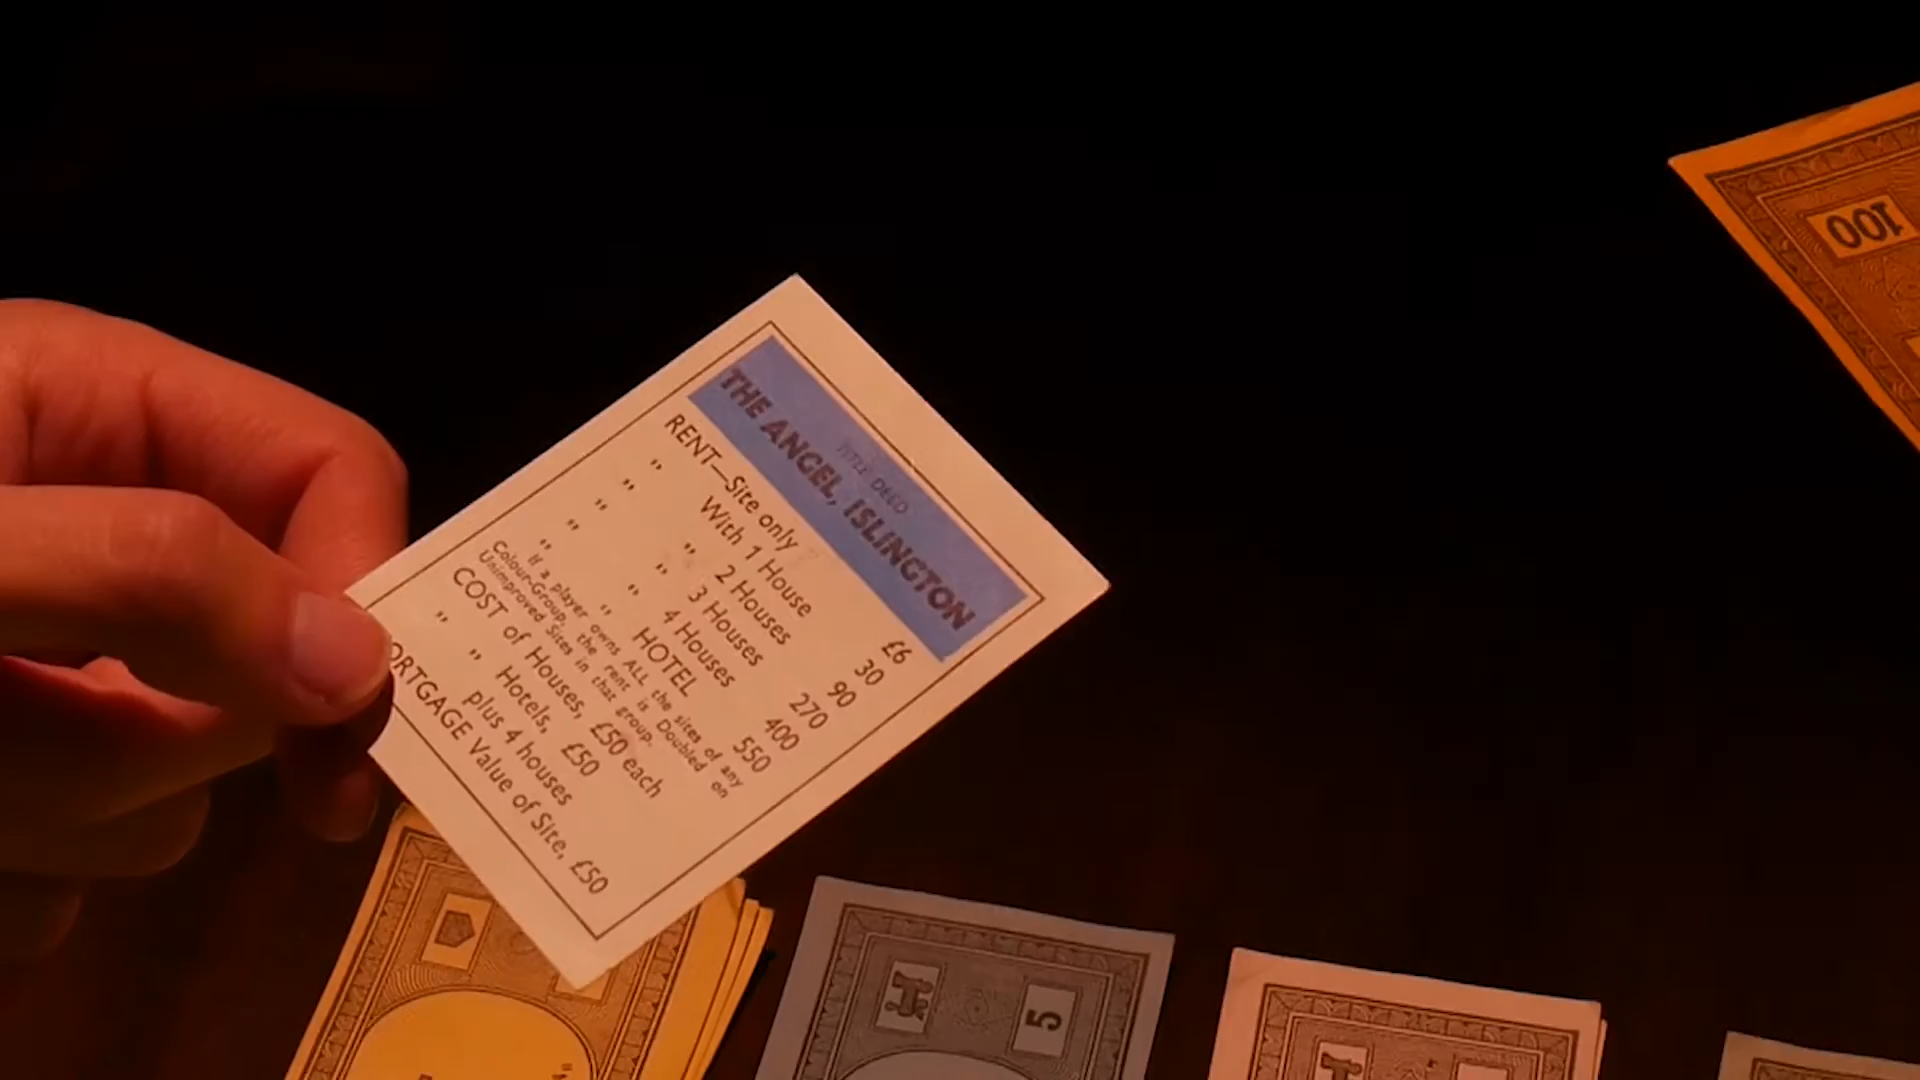 TITLE DEED
THE ANGEL, ISLINGTON
RENT—Site only £6
„ With 1 House 30
„ „ 2 Houses 90
„ „ 3 Houses 270
„ „ 4 Houses 400
„ „ HOTEL 550
If a player owns ALL the sites of any
Colour-Group, the rent is Doubled on
Unimproved Sites in that group.
COST of Houses, £50 each
„ „ Hotels, £50
plus 4 houses
ORTGAGE Value of Site, £50
100
5